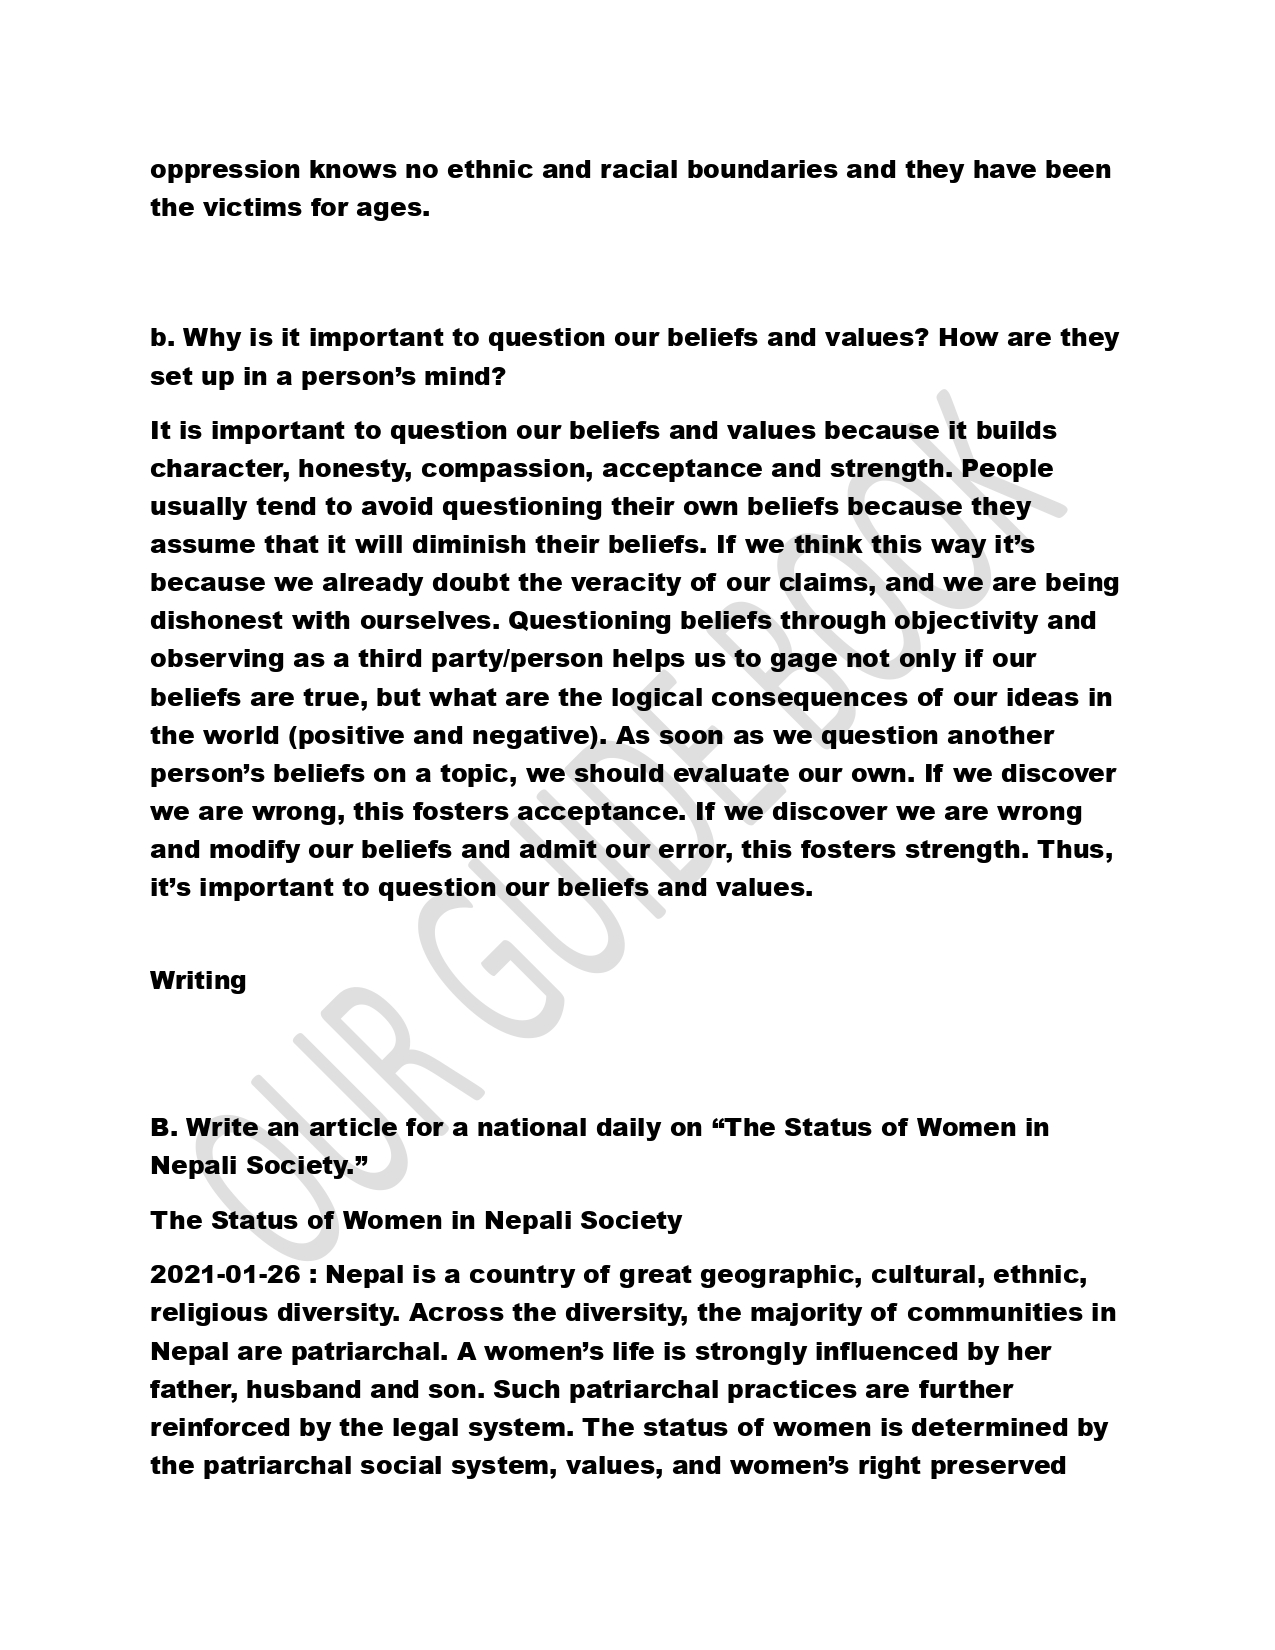 oppression knows no ethnic and racial boundaries and they have been
the victims for ages.
b. Why is it important to question our beliefs and values? How are they
set up in a person’s mind?
It is important to question our beliefs and values because it builds
character, honesty, compassion, acceptance and strength. People
usually tend to avoid questioning their own beliefs because they
assume that it will diminish their beliefs. If we think this way it’s
because we already doubt the veracity of our claims, and we are being
dishonest with ourselves. Questioning beliefs through objectivity and
observing as a third party/person helps us to gage not only if our
beliefs are true, but what are the logical consequences of our ideas in
the world (positive and negative). As soon as we question another
person’s beliefs on a topic, we should evaluate our own. If we discover
we are wrong, this fosters acceptance. If we discover we are wrong
and modify our beliefs and admit our error, this fosters strength. Thus,
it’s important to question our beliefs and values.
Writing
B. Write an article for a national daily on “The Status of Women in
Nepali Society.”
The Status of Women in Nepali Society
2021-01-26 : Nepal is a country of great geographic, cultural, ethnic,
religious diversity. Across the diversity, the majority of communities in
Nepal are patriarchal. A women’s life is strongly influenced by her
father, husband and son. Such patriarchal practices are further
reinforced by the legal system. The status of women is determined by
the patriarchal social system, values, and women’s right preserved
OUR GUIDE BOOK